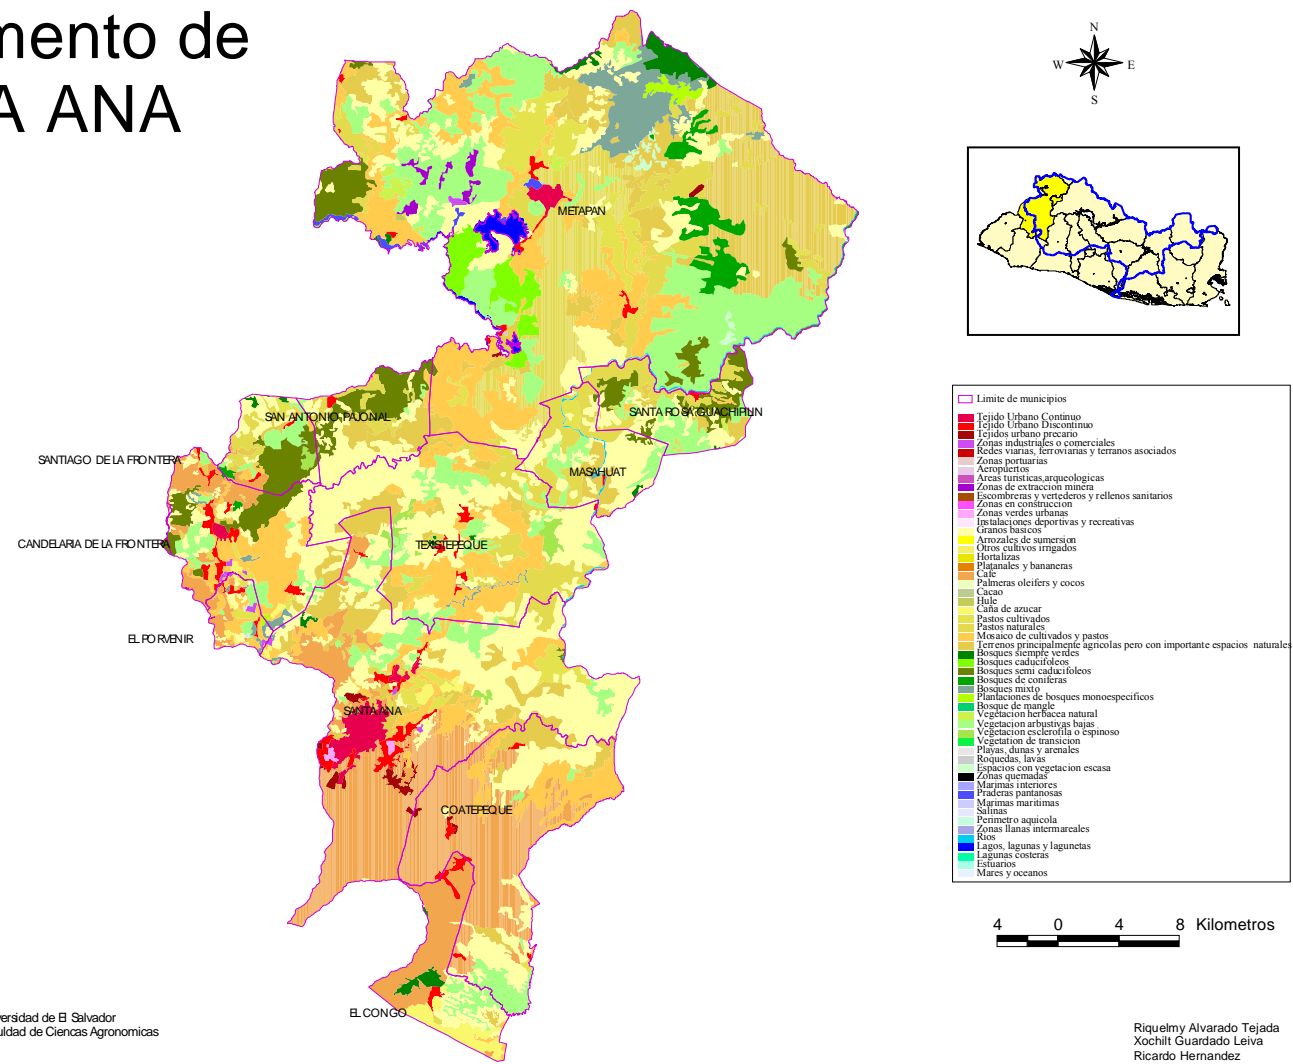 mento de
A ANA
N
W E
S
METAPAN
SAN ANTONIO PAJONAL
SANTA ROSA GUACHIPILIN
SANTIAGO DE LA FRONTERA
MASAHUAT
CANDELARIA DE LA FRONTERA
TEXISTEPEQUE
EL PORVENIR
SANTA ANA
COATEPEQUE
EL CONGO
Limite de municipios
Tejido Urbano Continuo
Tejido Urbano Discontinuo
Tejidos urbano precario
Zonas industriales o comerciales
Redes viarias, ferroviarias y terranos asociados
Zonas portuarias
Aeropuertos
Areas turisticas,arqueologicas
Zonas de extraccion minera
Escombreras y vertederos y rellenos sanitarios
Zonas en construccion
Zonas verdes urbanas
Instalaciones deportivas y recreativas
Granos basicos
Arrozales de sumersion
Otros cultivos irrigados
Hortalizas
Platanales y bananeras
Café
Palmeras oleifers y cocos
Cacao
Hule
Caña de azucar
Pastos cultivados
Pastos naturales
Mosaico de cultivados y pastos
Terrenos principalmente agricolas pero con importante espacios naturales
Bosques siempre verdes
Bosques caducifoleos
Bosques semi caducifoleos
Bosques de coniferas
Bosques mixto
Plantaciones de bosques monoespecificos
Bosque de mangle
Vegetacion herbacea natural
Vegetacion arbustivas bajas
Vegetacion esclerofila o espinoso
Vegetation de transicion
Playas, dunas y arenales
Roquedas, lavas
Espacios con vegetacion escasa
Zonas quemadas
Marimas interiores
Praderas pantanosas
Marimas maritimas
Salinas
Perimetro aquicola
Zonas llanas intermareales
Rios
Lagos, lagunas y lagunetas
Lagunas costeras
Estuarios
Mares y oceanos
4 0 4 8 Kilometros
versidad de El Salvador
uldad de Ciencas Agronomicas
Riquelmy Alvarado Tejada
Xochilt Guardado Leiva
Ricardo Hernandez